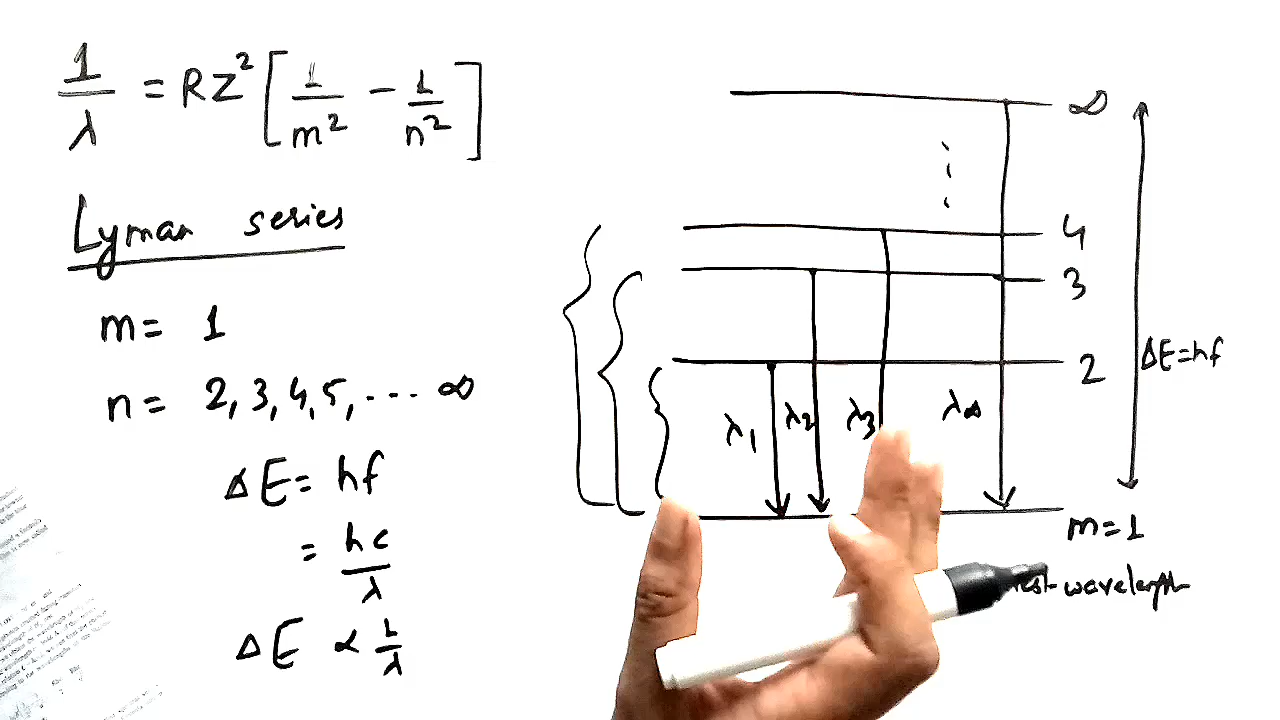 1/λ = RZ² [1/m² - 1/n²]
Lyman series
m = 1
n = 2, 3, 4, 5, ... ∞
ΔE = hf
= hc/λ
ΔE ∝ 1/λ
∞
4
3
ΔE = hf
2
λ1 λ2 λ3 λ∞
m = 1
wavelength